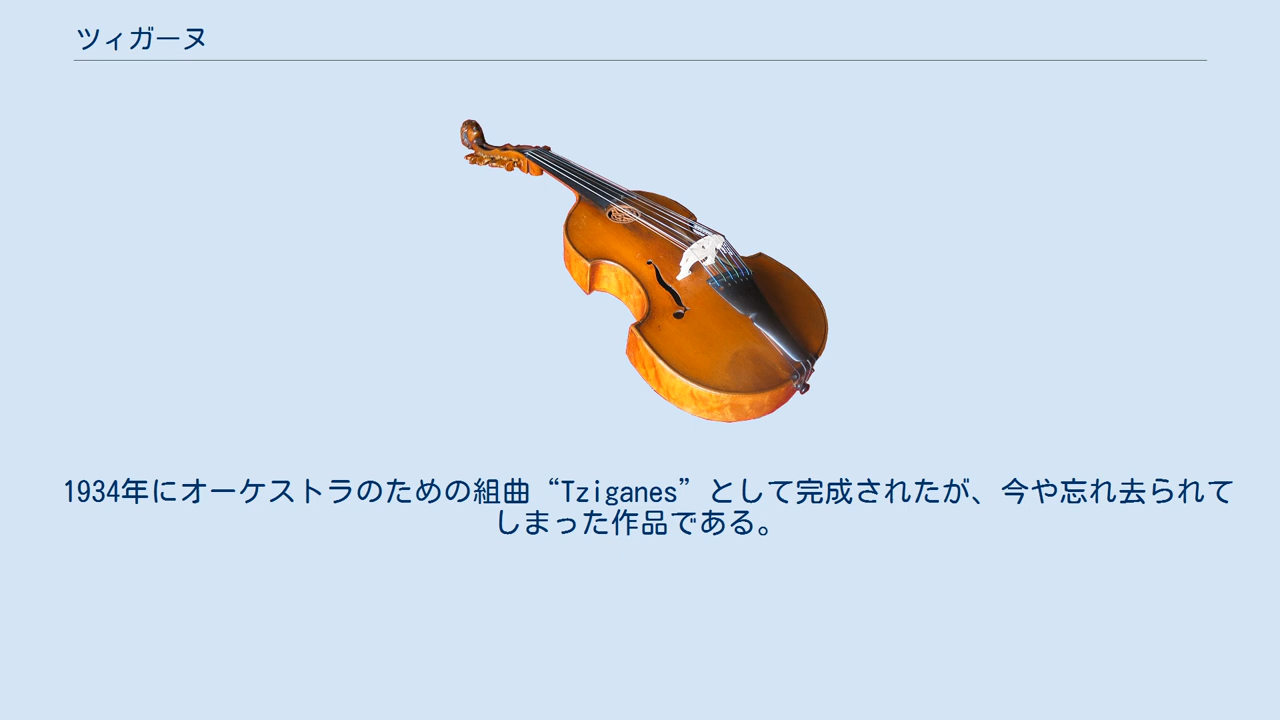 ツィガーヌ
1934年にオーケストラのための組曲“Tziganes”として完成されたが、今や忘れ去られて
しまった作品である。